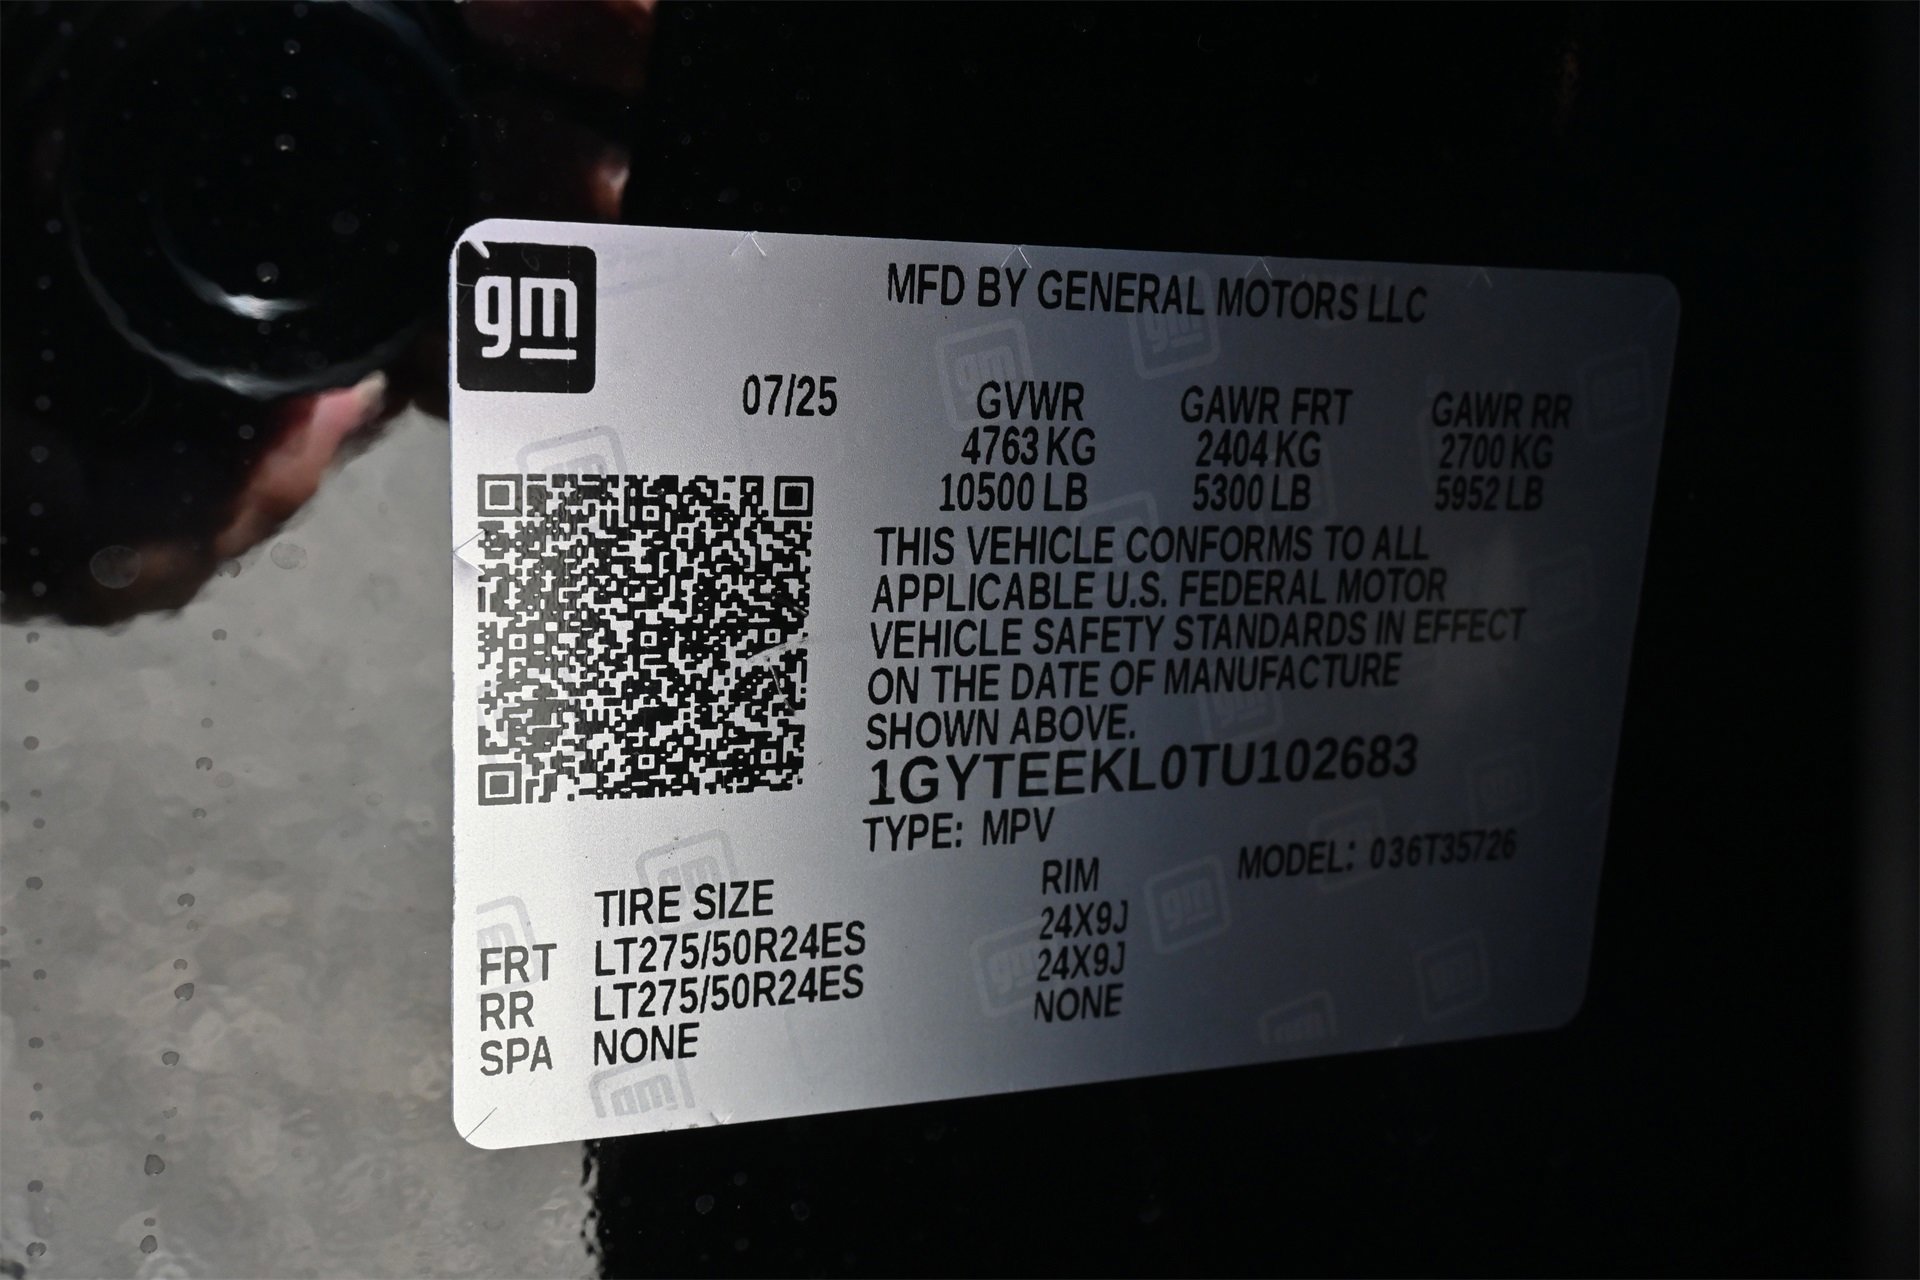 gm
MFD BY GENERAL MOTORS LLC
07/25 GVWR GAWR FRT GAWR RR
4763 KG 2404 KG 2700 KG
10500 LB 5300 LB 5952 LB
THIS VEHICLE CONFORMS TO ALL
APPLICABLE U.S. FEDERAL MOTOR
VEHICLE SAFETY STANDARDS IN EFFECT
ON THE DATE OF MANUFACTURE
SHOWN ABOVE.
1GYTEEKL0TU102683
TYPE: MPV
MODEL: 036T35726
TIRE SIZE RIM
FRT LT275/50R24ES 24X9J
RR LT275/50R24ES 24X9J
SPA NONE NONE